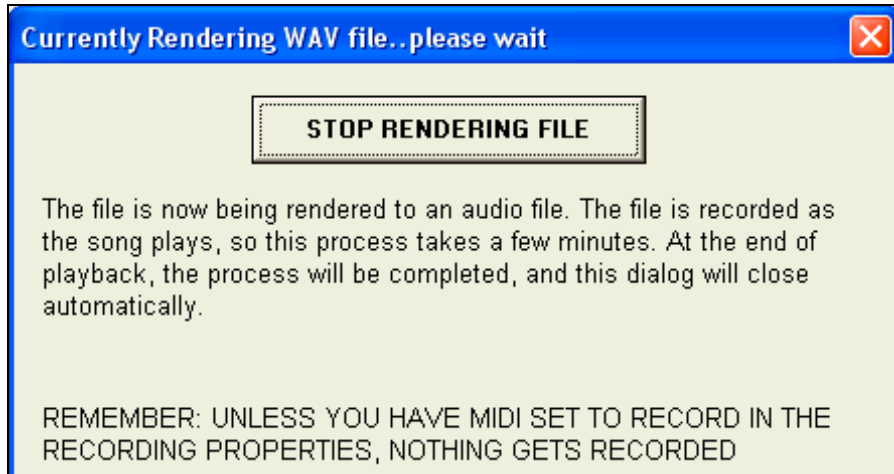 Currently Rendering WAV file..please wait
STOP RENDERING FILE
The file is now being rendered to an audio file. The file is recorded as
the song plays, so this process takes a few minutes. At the end of
playback, the process will be completed, and this dialog will close
automatically.
REMEMBER: UNLESS YOU HAVE MIDI SET TO RECORD IN THE
RECORDING PROPERTIES, NOTHING GETS RECORDED